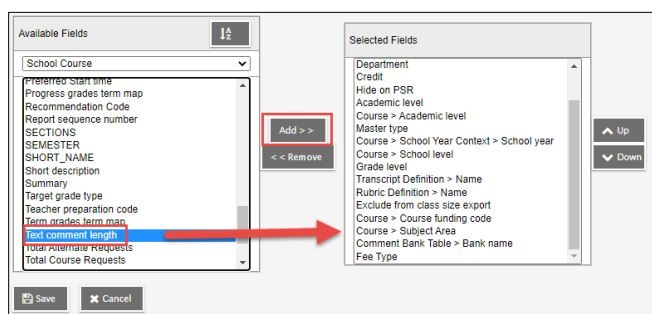 Available Fields
School Course
Preferred Start time
Progress grades term map
Recommendation Code
Report sequence number
SECTIONS
SEMESTER
SHORT_NAME
Short description
Summary
Target grade type
Teacher preparation code
Term grades term map
Text comment length
Total Alternate Requests
Total Course Requests
Add > >
< < Remove
Selected Fields
Department
Credit
Hide on PSR
Academic level
Course > Academic level
Master type
Course > School Year Context > School year
Course > School level
Grade level
Transcript Definition > Name
Rubric Definition > Name
Exclude from class size export
Course > Course funding code
Course > Subject Area
Comment Bank Table > Bank name
Fee Type
Up
Down
Save
Cancel